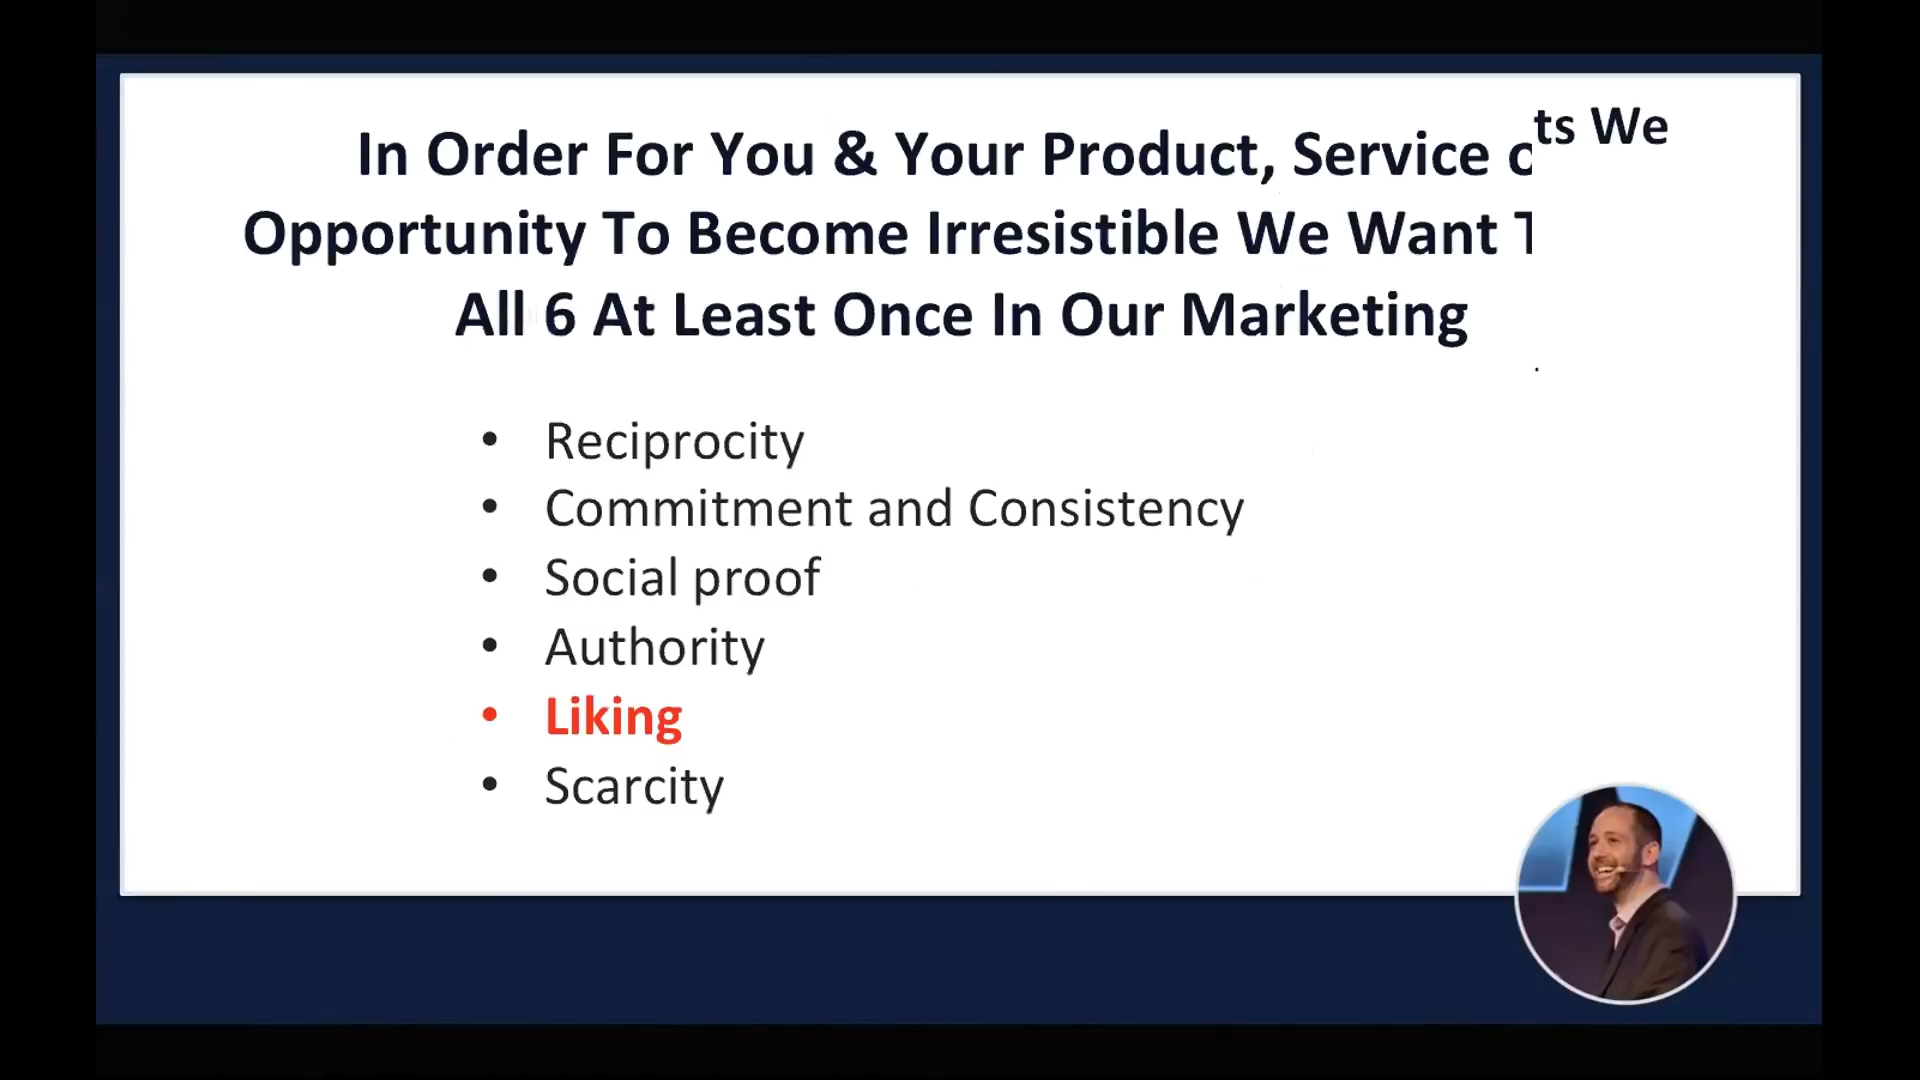 In Order For You & Your Product, Service
ts We
Opportunity To Become Irresistible We Want
All 6 At Least Once In Our Marketing
• Reciprocity
• Commitment and Consistency
• Social proof
• Authority
• Liking
• Scarcity